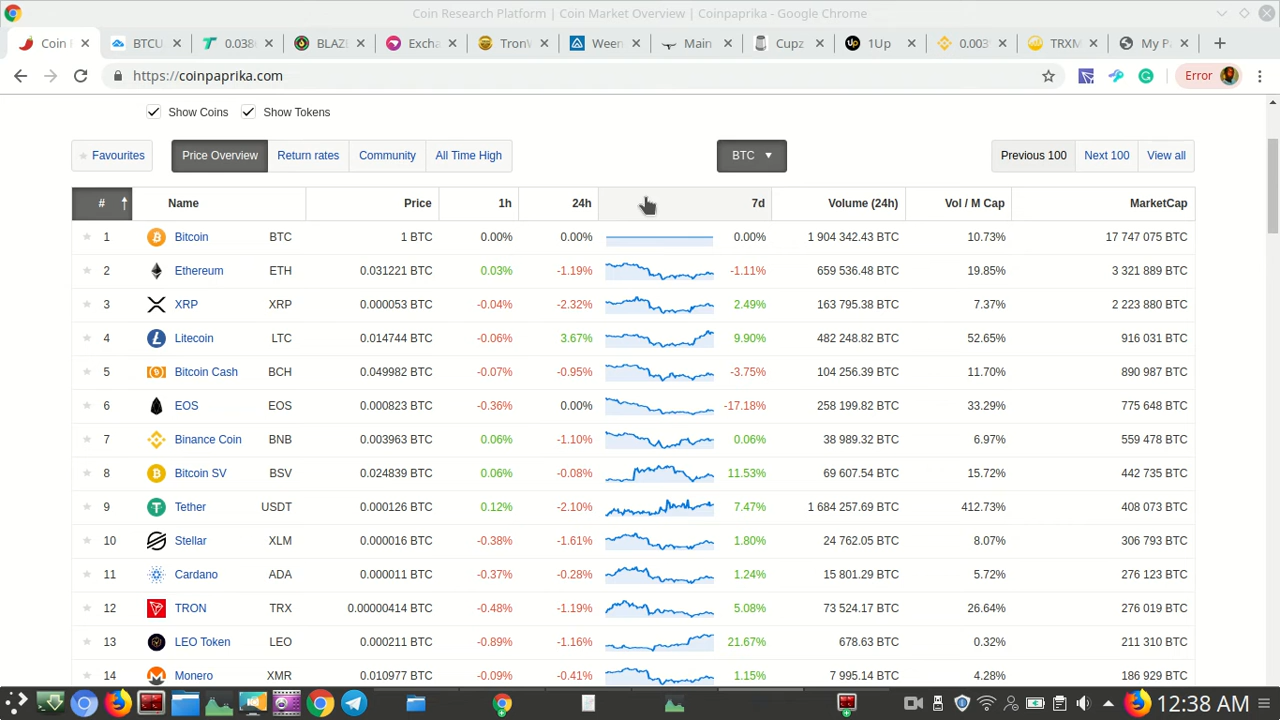 Coin Research Platform | Coin Market Overview | Coinpaprika - Google Chrome
Coin BTCU 0.038 BLAZ Excha TronW Ween Main Cupz 1Up 0.003 TRXM My P
https://coinpaprika.com Error
Show Coins Show Tokens
Favourites Price Overview Return rates Community All Time High BTC Previous 100 Next 100 View all
# Name Price 1h 24h 7d Volume (24h) Vol / M Cap MarketCap
1 Bitcoin BTC 1 BTC 0.00% 0.00% 0.00% 1 904 342.43 BTC 10.73% 17 747 075 BTC
2 Ethereum ETH 0.031221 BTC 0.03% -1.19% -1.11% 659 536.48 BTC 19.85% 3 321 889 BTC
3 XRP XRP 0.000053 BTC -0.04% -2.32% 2.49% 163 795.38 BTC 7.37% 2 223 880 BTC
4 Litecoin LTC 0.014744 BTC -0.06% 3.67% 9.90% 482 248.82 BTC 52.65% 916 031 BTC
5 Bitcoin Cash BCH 0.049982 BTC -0.07% -0.95% -3.75% 104 256.39 BTC 11.70% 890 987 BTC
6 EOS EOS 0.000823 BTC -0.36% 0.00% -17.18% 258 199.82 BTC 33.29% 775 648 BTC
7 Binance Coin BNB 0.003963 BTC 0.06% -1.10% 0.06% 38 989.32 BTC 6.97% 559 478 BTC
8 Bitcoin SV BSV 0.024839 BTC 0.06% -0.08% 11.53% 69 607.54 BTC 15.72% 442 735 BTC
9 Tether USDT 0.000126 BTC 0.12% -2.10% 7.47% 1 684 257.69 BTC 412.73% 408 073 BTC
10 Stellar XLM 0.000016 BTC -0.38% -1.61% 1.80% 24 762.05 BTC 8.07% 306 793 BTC
11 Cardano ADA 0.000011 BTC -0.37% -0.28% 1.24% 15 801.29 BTC 5.72% 276 123 BTC
12 TRON TRX 0.00000414 BTC -0.48% -1.19% 5.08% 73 524.17 BTC 26.64% 276 019 BTC
13 LEO Token LEO 0.000211 BTC -0.89% -1.16% 21.67% 678.63 BTC 0.32% 211 310 BTC
14 Monero XMR 0.010977 BTC -0.09% -0.41% 1.15% 7 995.14 BTC 4.28% 186 929 BTC
12:38 AM